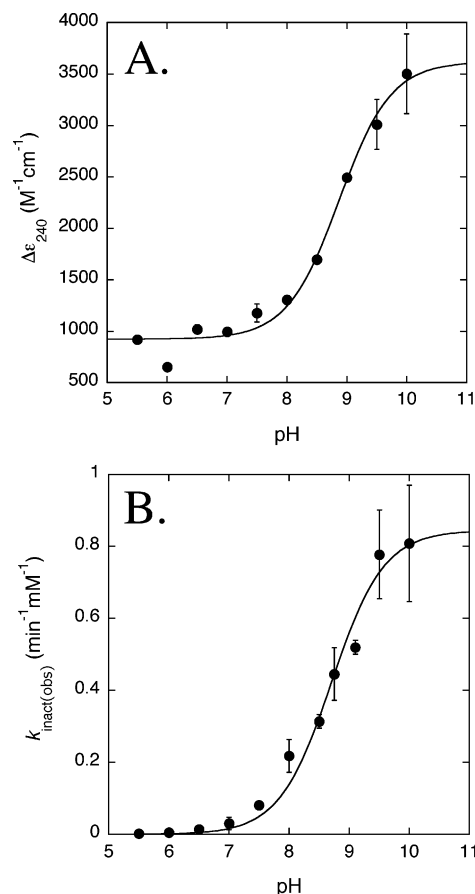 A.
4000
3500
3000
2500
2000
1500
1000
500
Δε240 (M-1cm-1)
5 6 7 8 9 10 11
pH
B.
1
0.8
0.6
0.4
0.2
0
kinact(obs) (min-1mM-1)
5 6 7 8 9 10 11
pH